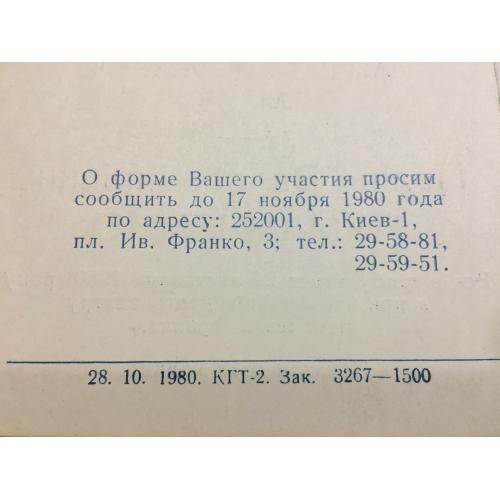 О форме Вашего участия просим
сообщить до 17 ноября 1980 года
по адресу: 252001, г. Киев-1,
пл. Ив. Франко, 3; тел.: 29-58-81,
29-59-51.
28. 10. 1980. КГТ-2. Зак. 3267—1500